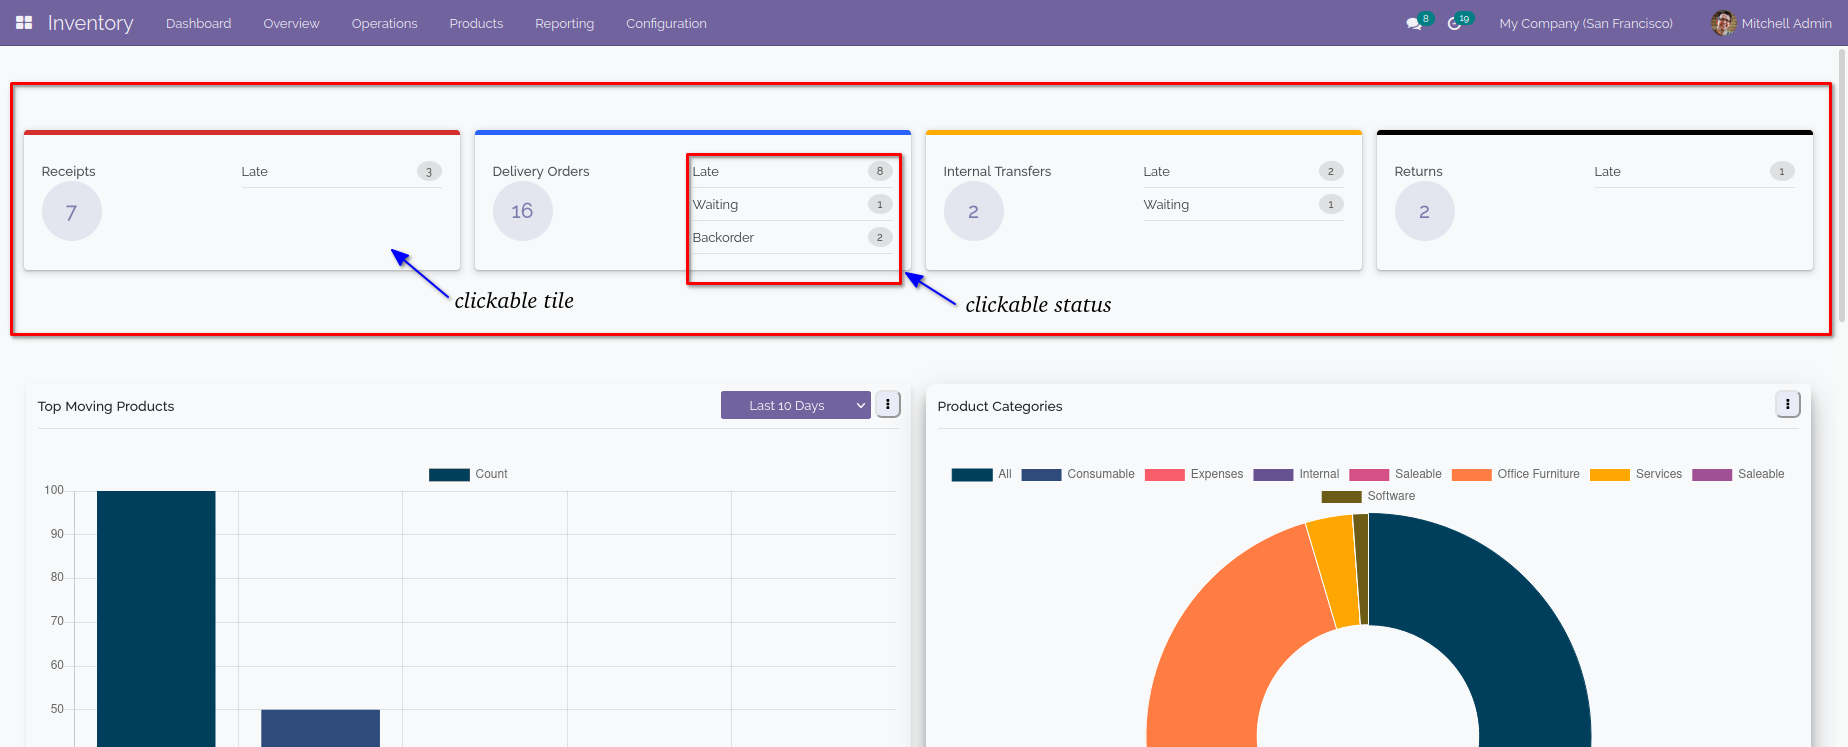 Inventory Dashboard Overview Operations Products Reporting Configuration 8 19 My Company (San Francisco) Mitchell Admin
Receipts
7
Late 3
Delivery Orders
16
Late 8
Waiting 1
Backorder 2
Internal Transfers
2
Late 2
Waiting 1
Returns
2
Late 1
clickable tile
clickable status
Top Moving Products Last 10 Days
Count
100
90
80
70
60
50
Product Categories
All Consumable Expenses Internal Saleable Office Furniture Services Saleable
Software